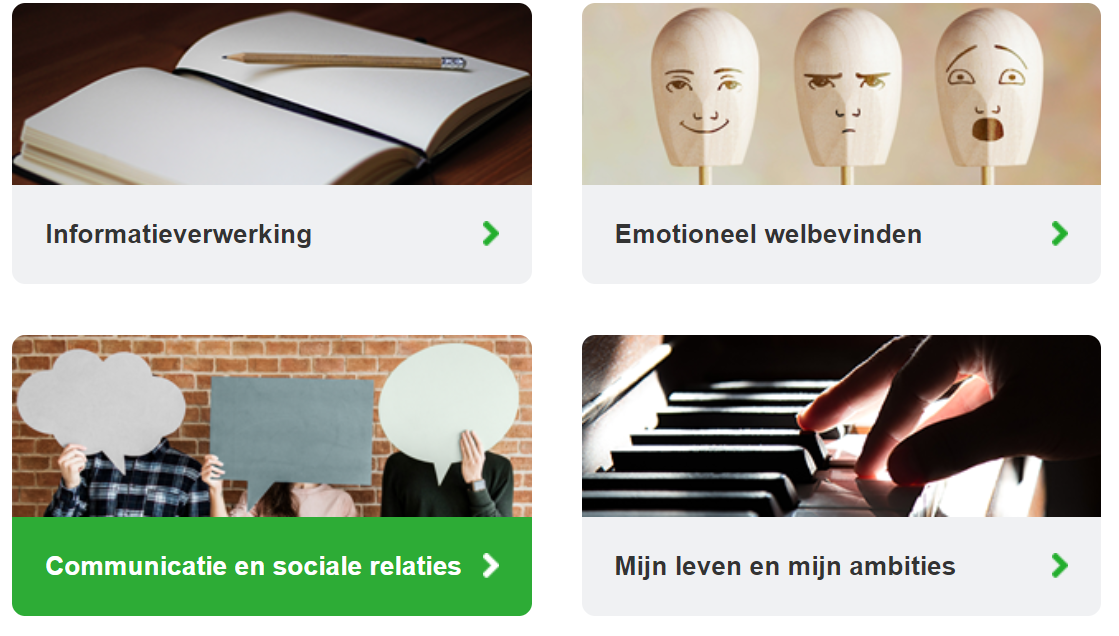 Informatieverwerking
Emotioneel welbevinden
Communicatie en sociale relaties
Mijn leven en mijn ambities